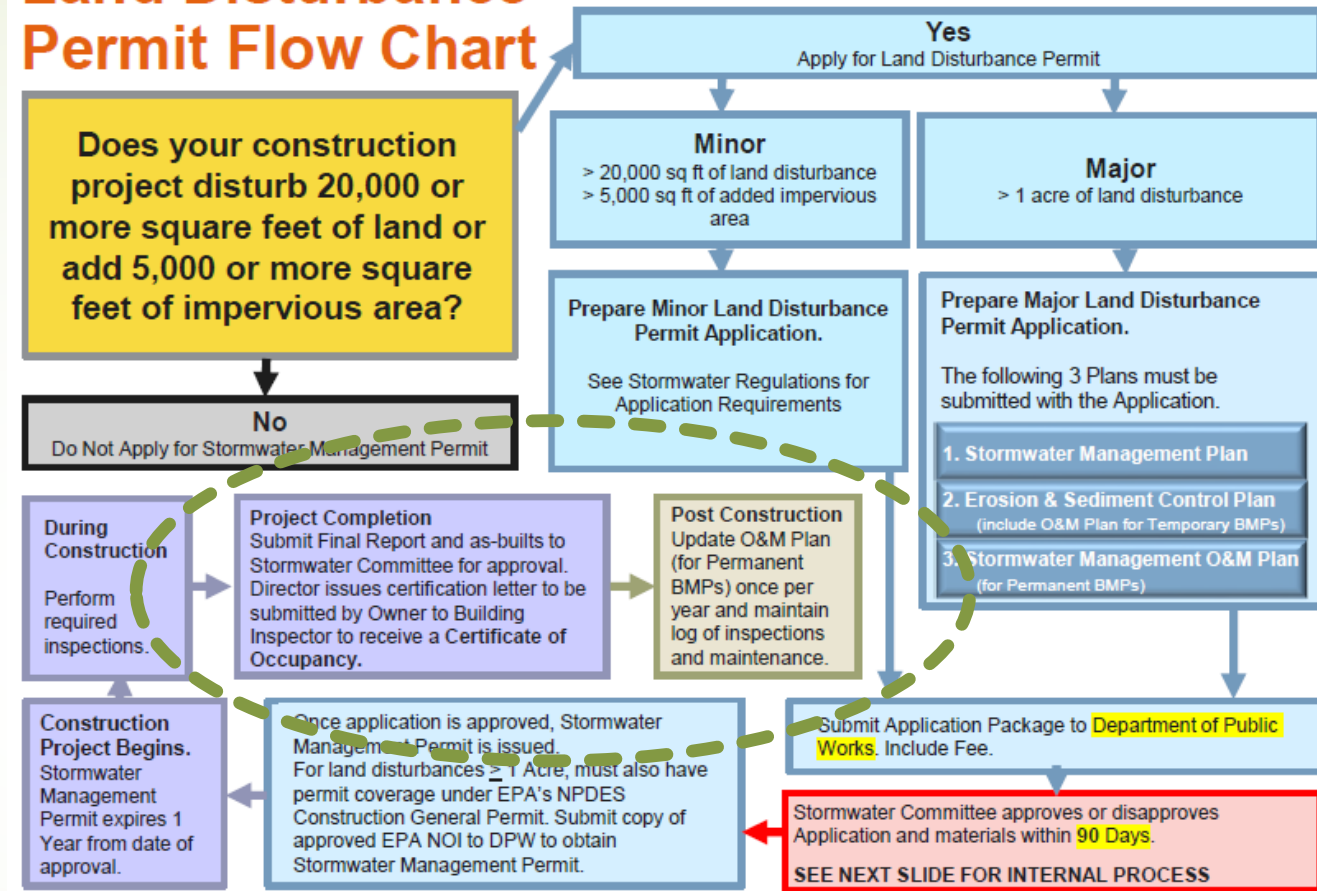 Land Disturbance
Permit Flow Chart
Does your construction
project disturb 20,000 or
more square feet of land or
add 5,000 or more square
feet of impervious area?
No
Do Not Apply for Stormwater Management Permit
Yes
Apply for Land Disturbance Permit
Minor
> 20,000 sq ft of land disturbance
> 5,000 sq ft of added impervious
area
Major
> 1 acre of land disturbance
Prepare Minor Land Disturbance
Permit Application.
See Stormwater Regulations for
Application Requirements
Prepare Major Land Disturbance
Permit Application.
The following 3 Plans must be
submitted with the Application.
1. Stormwater Management Plan
2. Erosion & Sediment Control Plan
(include O&M Plan for Temporary BMPs)
3. Stormwater Management O&M Plan
(for Permanent BMPs)
Submit Application Package to Department of Public
Works. Include Fee.
Stormwater Committee approves or disapproves
Application and materials within 90 Days.
SEE NEXT SLIDE FOR INTERNAL PROCESS
Once application is approved, Stormwater
Management Permit is issued.
For land disturbances ≥ 1 Acre, must also have
permit coverage under EPA's NPDES
Construction General Permit. Submit copy of
approved EPA NOI to DPW to obtain
Stormwater Management Permit.
Construction
Project Begins.
Stormwater
Management
Permit expires 1
Year from date of
approval.
During
Construction
Perform
required
inspections.
Project Completion
Submit Final Report and as-builts to
Stormwater Committee for approval.
Director issues certification letter to be
submitted by Owner to Building
Inspector to receive a Certificate of
Occupancy.
Post Construction
Update O&M Plan
(for Permanent
BMPs) once per
year and maintain
log of inspections
and maintenance.